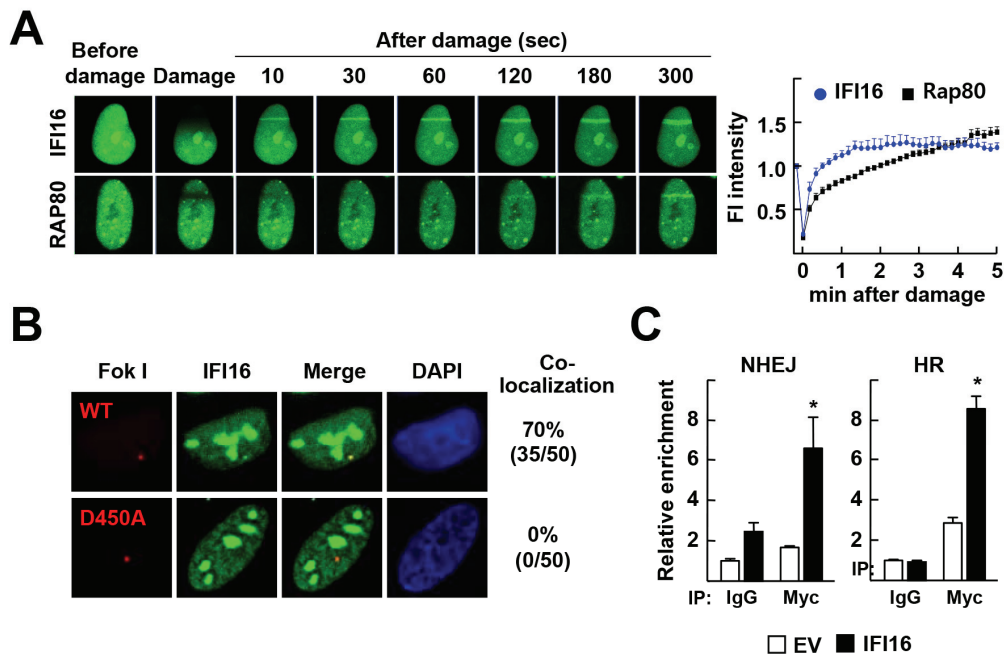 A
After damage (sec)
Before damage
Damage
10 30 60 120 180 300
IFI16
RAP80
IFI16 Rap80
FI intensity
1.5
1.0
0.5
0 1 2 3 4 5
min after damage
B
Fok I IFI16 Merge DAPI
Co-
localization
WT
70%
(35/50)
D450A
0%
(0/50)
C
NHEJ
HR
Relative enrichment
8
6
4
2
*
IP: IgG Myc
8
6
4
2
*
IP:
IgG Myc
EV IFI16